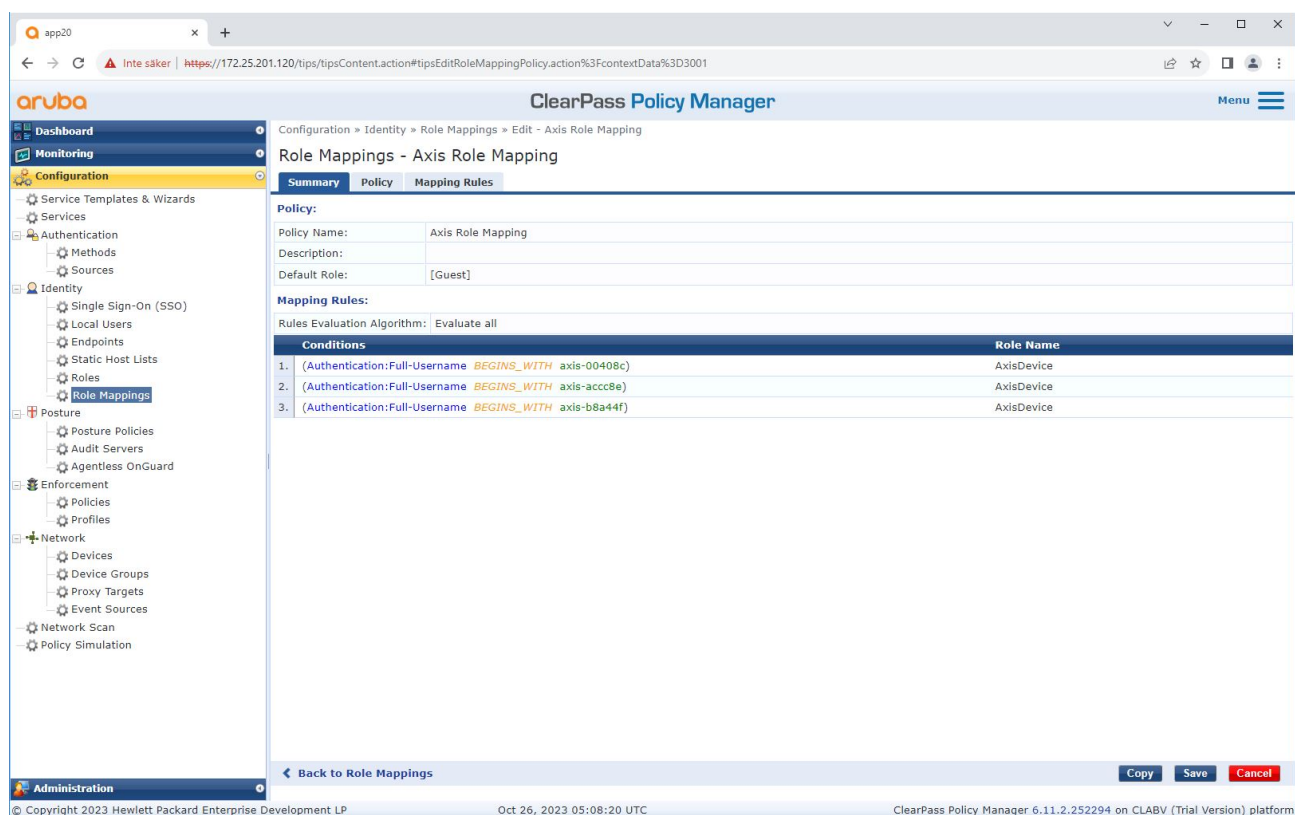 app20
Inte säker | https://172.25.201.120/tips/tipsContent.action#tipsEditRoleMappingPolicy.action%3FcontextData%3D3001
aruba
ClearPass Policy Manager
Menu
Dashboard
Monitoring
Configuration
Service Templates & Wizards
Services
Authentication
Methods
Sources
Identity
Single Sign-On (SSO)
Local Users
Endpoints
Static Host Lists
Roles
Role Mappings
Posture
Posture Policies
Audit Servers
Agentless OnGuard
Enforcement
Policies
Profiles
Network
Devices
Device Groups
Proxy Targets
Event Sources
Network Scan
Policy Simulation
Administration
Configuration » Identity » Role Mappings » Edit - Axis Role Mapping
Role Mappings - Axis Role Mapping
Summary Policy Mapping Rules
Policy:
Policy Name: Axis Role Mapping
Description:
Default Role: [Guest]
Mapping Rules:
Rules Evaluation Algorithm: Evaluate all
Conditions Role Name
1. (Authentication:Full-Username BEGINS_WITH axis-00408c) AxisDevice
2. (Authentication:Full-Username BEGINS_WITH axis-accc8e) AxisDevice
3. (Authentication:Full-Username BEGINS_WITH axis-b8a44f) AxisDevice
Back to Role Mappings Copy Save Cancel
© Copyright 2023 Hewlett Packard Enterprise Development LP Oct 26, 2023 05:08:20 UTC ClearPass Policy Manager 6.11.2.252294 on CLABV (Trial Version) platform